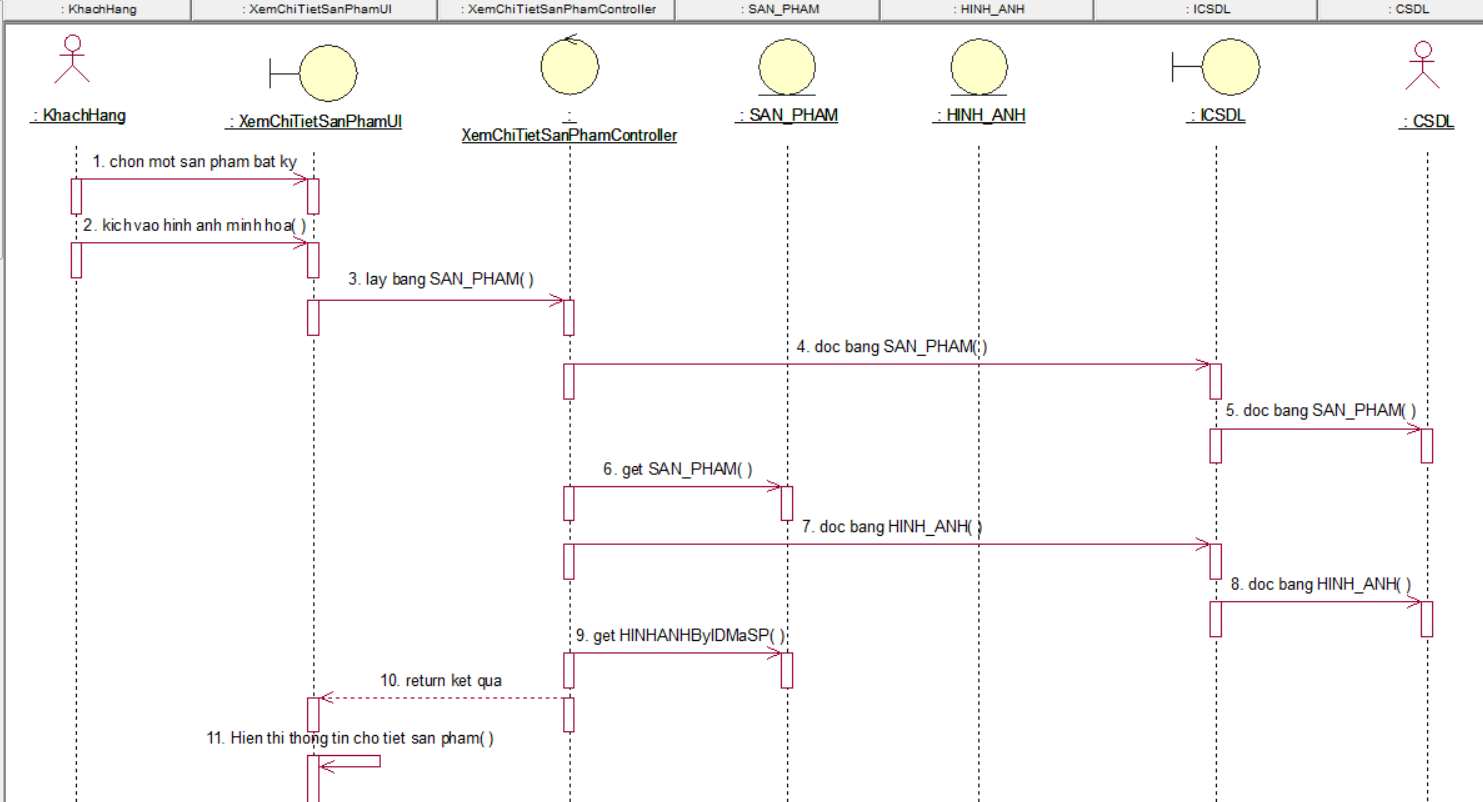 : KhachHang
: XemChiTietSanPhamUI
: XemChiTietSanPhamController
: SAN_PHAM
: HINH_ANH
: ICSDL
: CSDL
: KhachHang
: XemChiTietSanPhamUI
:
XemChiTietSanPhamController
: SAN_PHAM
: HINH_ANH
: ICSDL
: CSDL
1. chon mot san pham bat ky
2. kich vao hinh anh minh hoa( )
3. lay bang SAN_PHAM( )
4. doc bang SAN_PHAM( )
5. doc bang SAN_PHAM( )
6. get SAN_PHAM( )
7. doc bang HINH_ANH( )
8. doc bang HINH_ANH( )
9. get HINHANHByIDMaSP( )
10. return ket qua
11. Hien thi thong tin cho tiet san pham( )